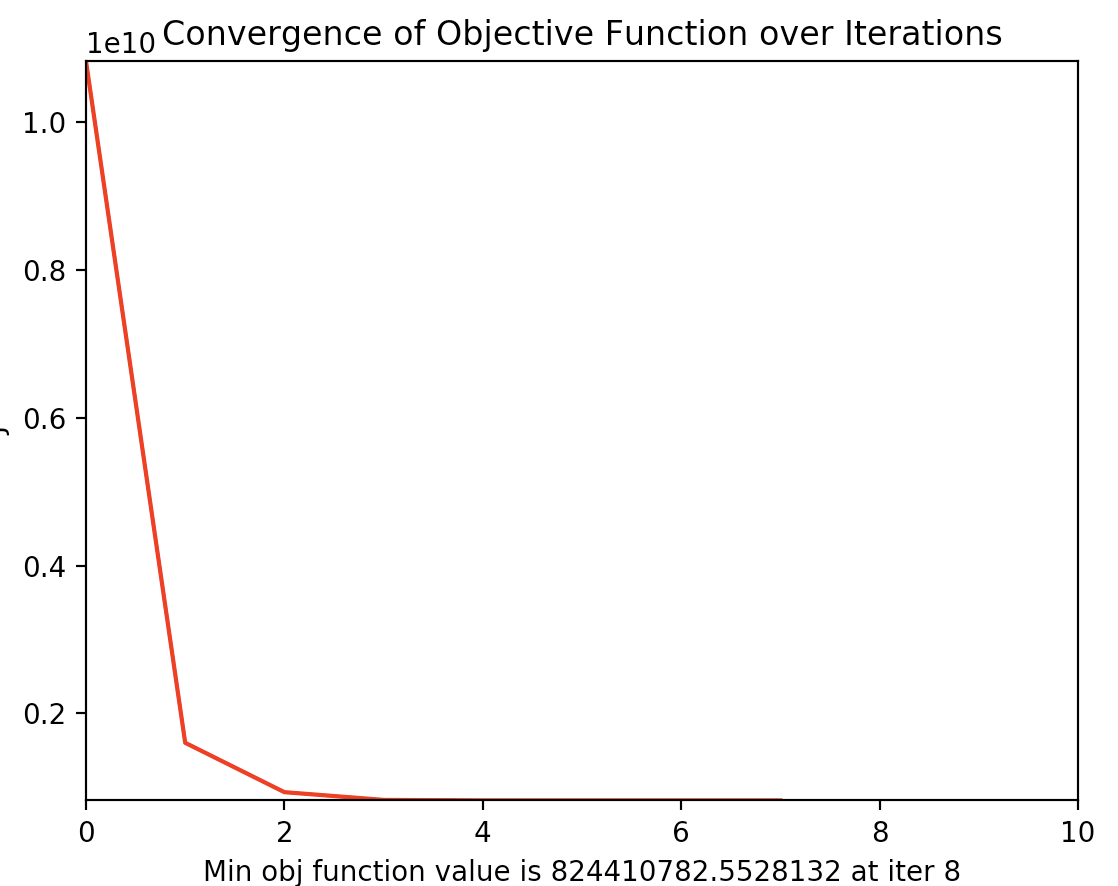 Convergence of Objective Function over Iterations
1e10
1.0
0.8
0.6
0.4
0.2
0 2 4 6 8 10
Min obj function value is 824410782.5528132 at iter 8